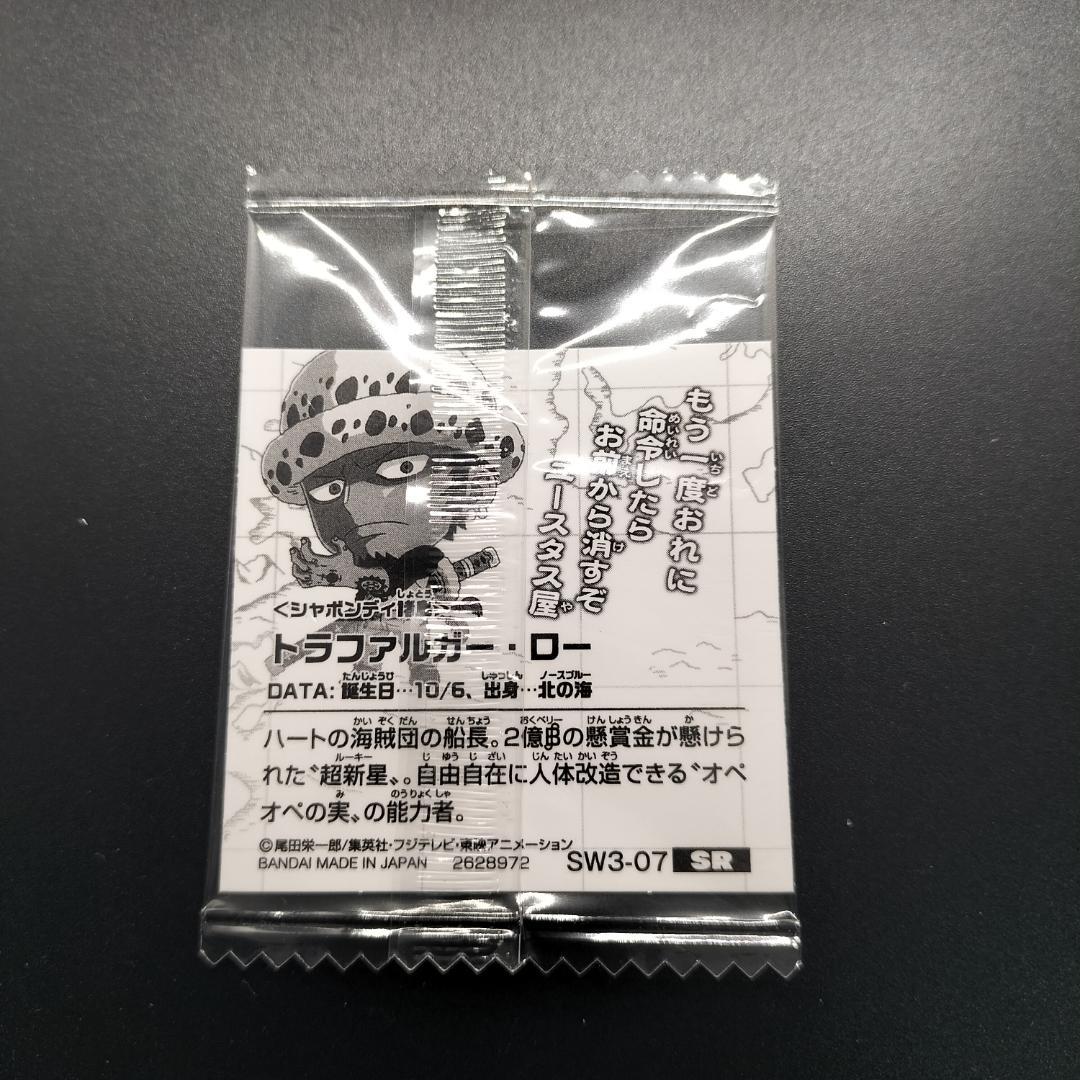 もう一度おれに
命令したら
お前から消すぞ
ユースタス屋
<シャボンディ諸
トラファルガー・ロー
DATA: 誕生日…10/6、出身…北の海
ハートの海賊団の船長。2億฿の懸賞金が懸けら
れた〝超新星〟。自由自在に人体改造できる〝オペ
オペの実〟の能力者。
©尾田栄一郎/集英社・フジテレビ・東映アニメーション
BANDAI MADE IN JAPAN 2628972 SW3-07 SR